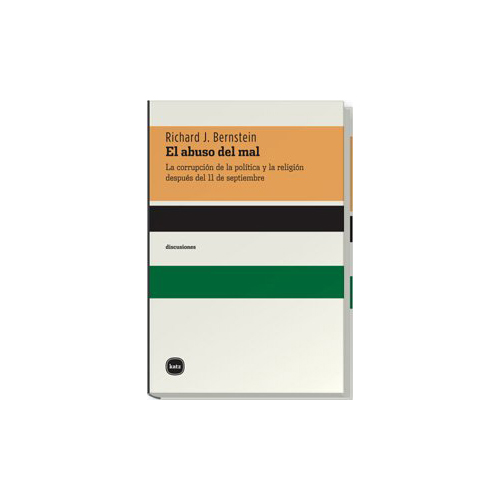 Richard J. Bernstein
El abuso del mal
La corrupción de la política y la religión
después del 11 de septiembre
discusiones
katz